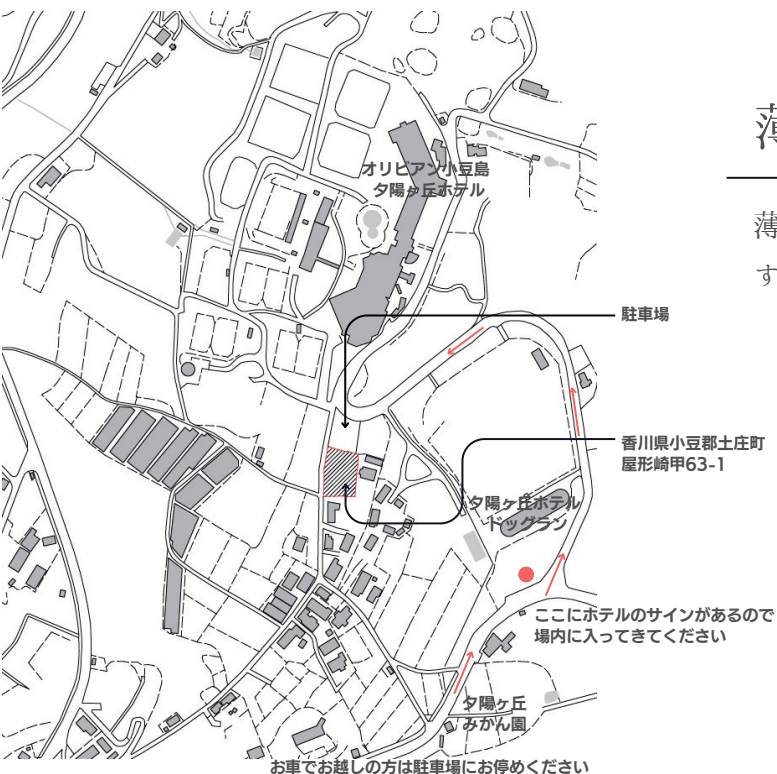 オリビアン小豆島
夕陽ヶ丘ホテル
薄
薄
す
駐車場
香川県小豆郡土庄町
屋形崎甲63-1
夕陽ヶ丘ホテル
ドッグラン
ここにホテルのサインがあるので
場内に入ってきてください
夕陽ヶ丘
みかん園
お車でお越しの方は駐車場にお停めください